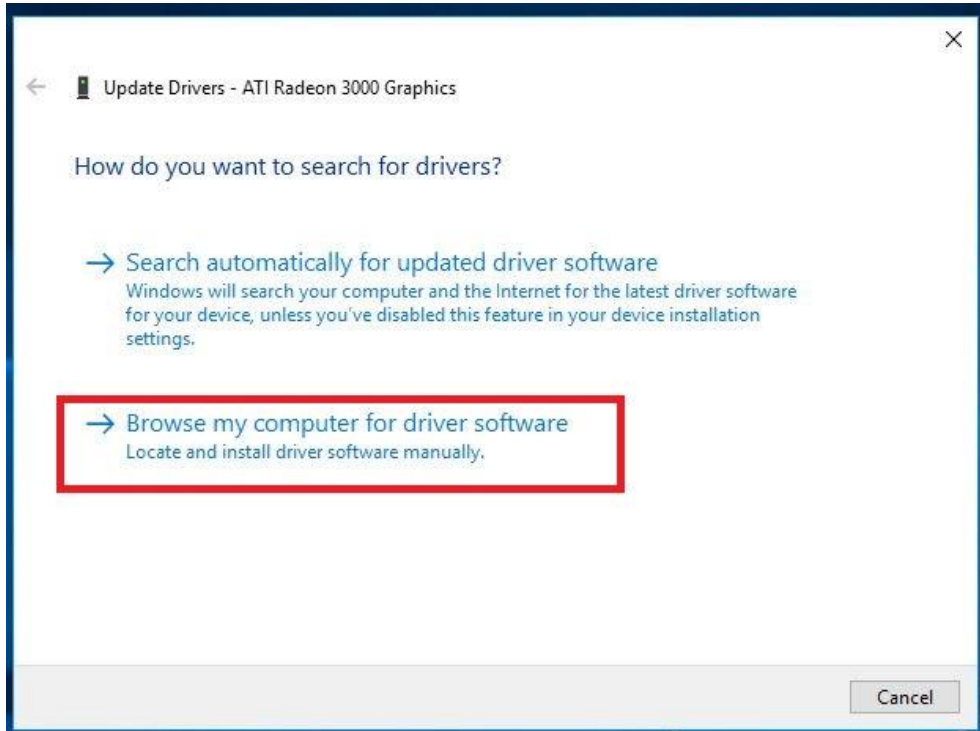 Update Drivers - ATI Radeon 3000 Graphics
How do you want to search for drivers?
Search automatically for updated driver software
Windows will search your computer and the Internet for the latest driver software
for your device, unless you've disabled this feature in your device installation
settings.
Browse my computer for driver software
Locate and install driver software manually.
Cancel